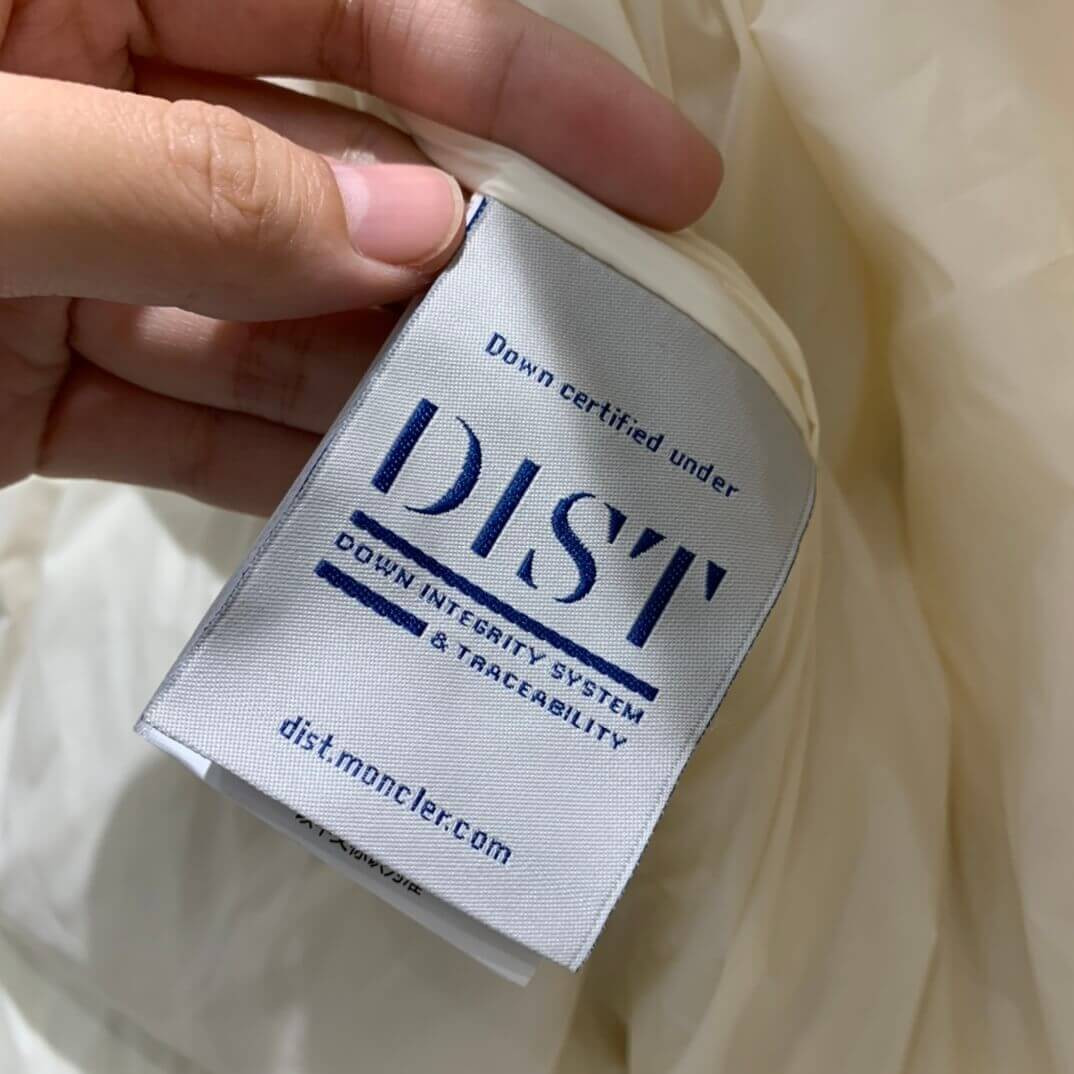 Down certified under
DIST
DOWN INTEGRITY SYSTEM
& TRACEABILITY
dist.moncler.com